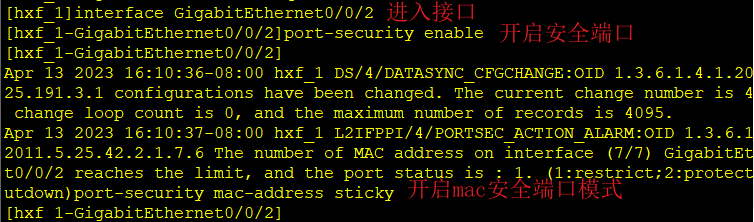 [hxf_1]interface GigabitEthernet0/0/2 进入接口
[hxf_1-GigabitEthernet0/0/2]port-security enable 开启安全端口
[hxf_1-GigabitEthernet0/0/2]
Apr 13 2023 16:10:36-08:00 hxf_1 DS/4/DATASYNC_CFGCHANGE:OID 1.3.6.1.4.1.20
25.191.3.1 configurations have been changed. The current change number is 4
change loop count is 0, and the maximum number of records is 4095.
Apr 13 2023 16:10:37-08:00 hxf_1 L2IFPPI/4/PORTSEC_ACTION_ALARM:OID 1.3.6.1
2011.5.25.42.2.1.7.6 The number of MAC address on interface (7/7) GigabitEt
t0/0/2 reaches the limit, and the port status is : 1. (1:restrict;2:protect
utdown)port-security mac-address sticky 开启mac安全端口模式
[hxf_1-GigabitEthernet0/0/2]